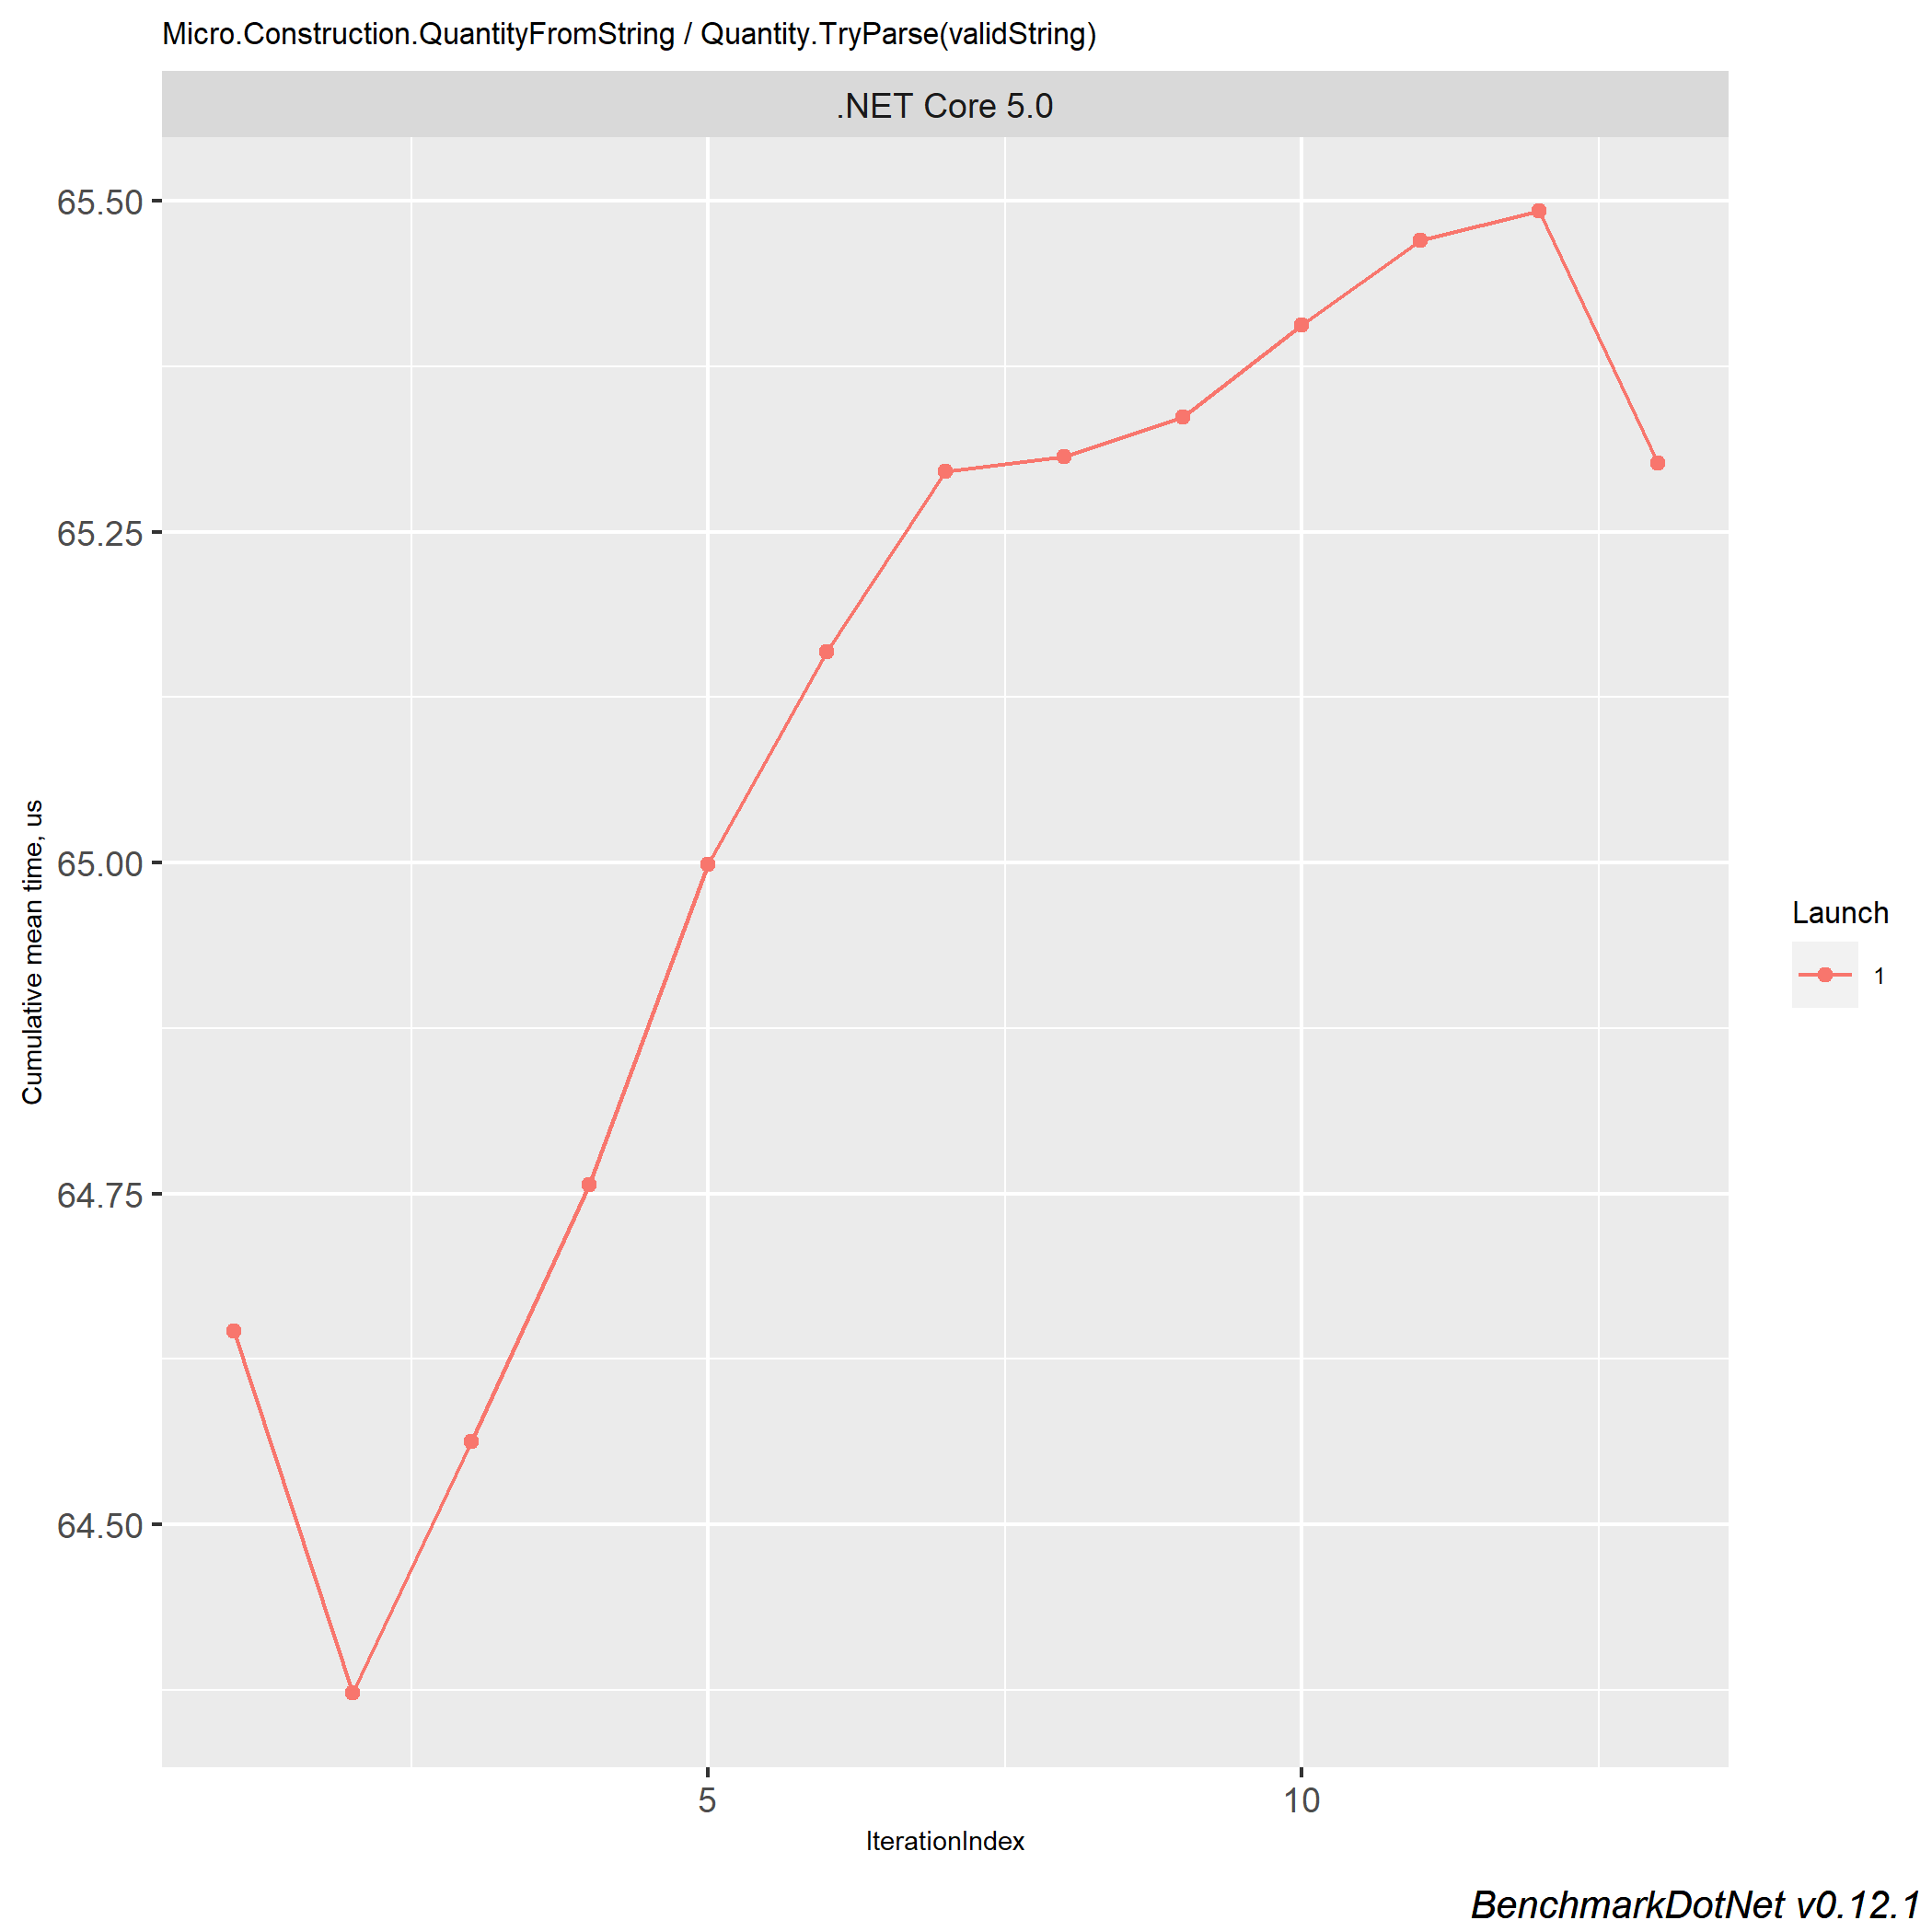 Micro.Construction.QuantityFromString / Quantity.TryParse(validString)
.NET Core 5.0
65.50
65.25
65.00
64.75
64.50
Cumulative mean time, us
5
10
IterationIndex
Launch
1
BenchmarkDotNet v0.12.1